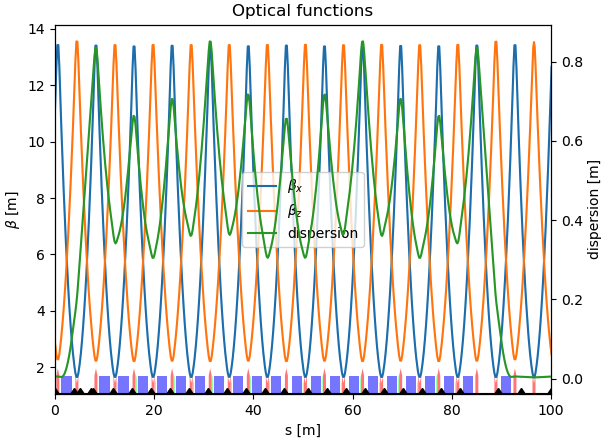 Optical functions
14
12
10
8
6
4
2
β [m]
0.8
0.6
0.4
0.2
0.0
dispersion [m]
βx
βz
dispersion
0
20
40
60
80
100
s [m]